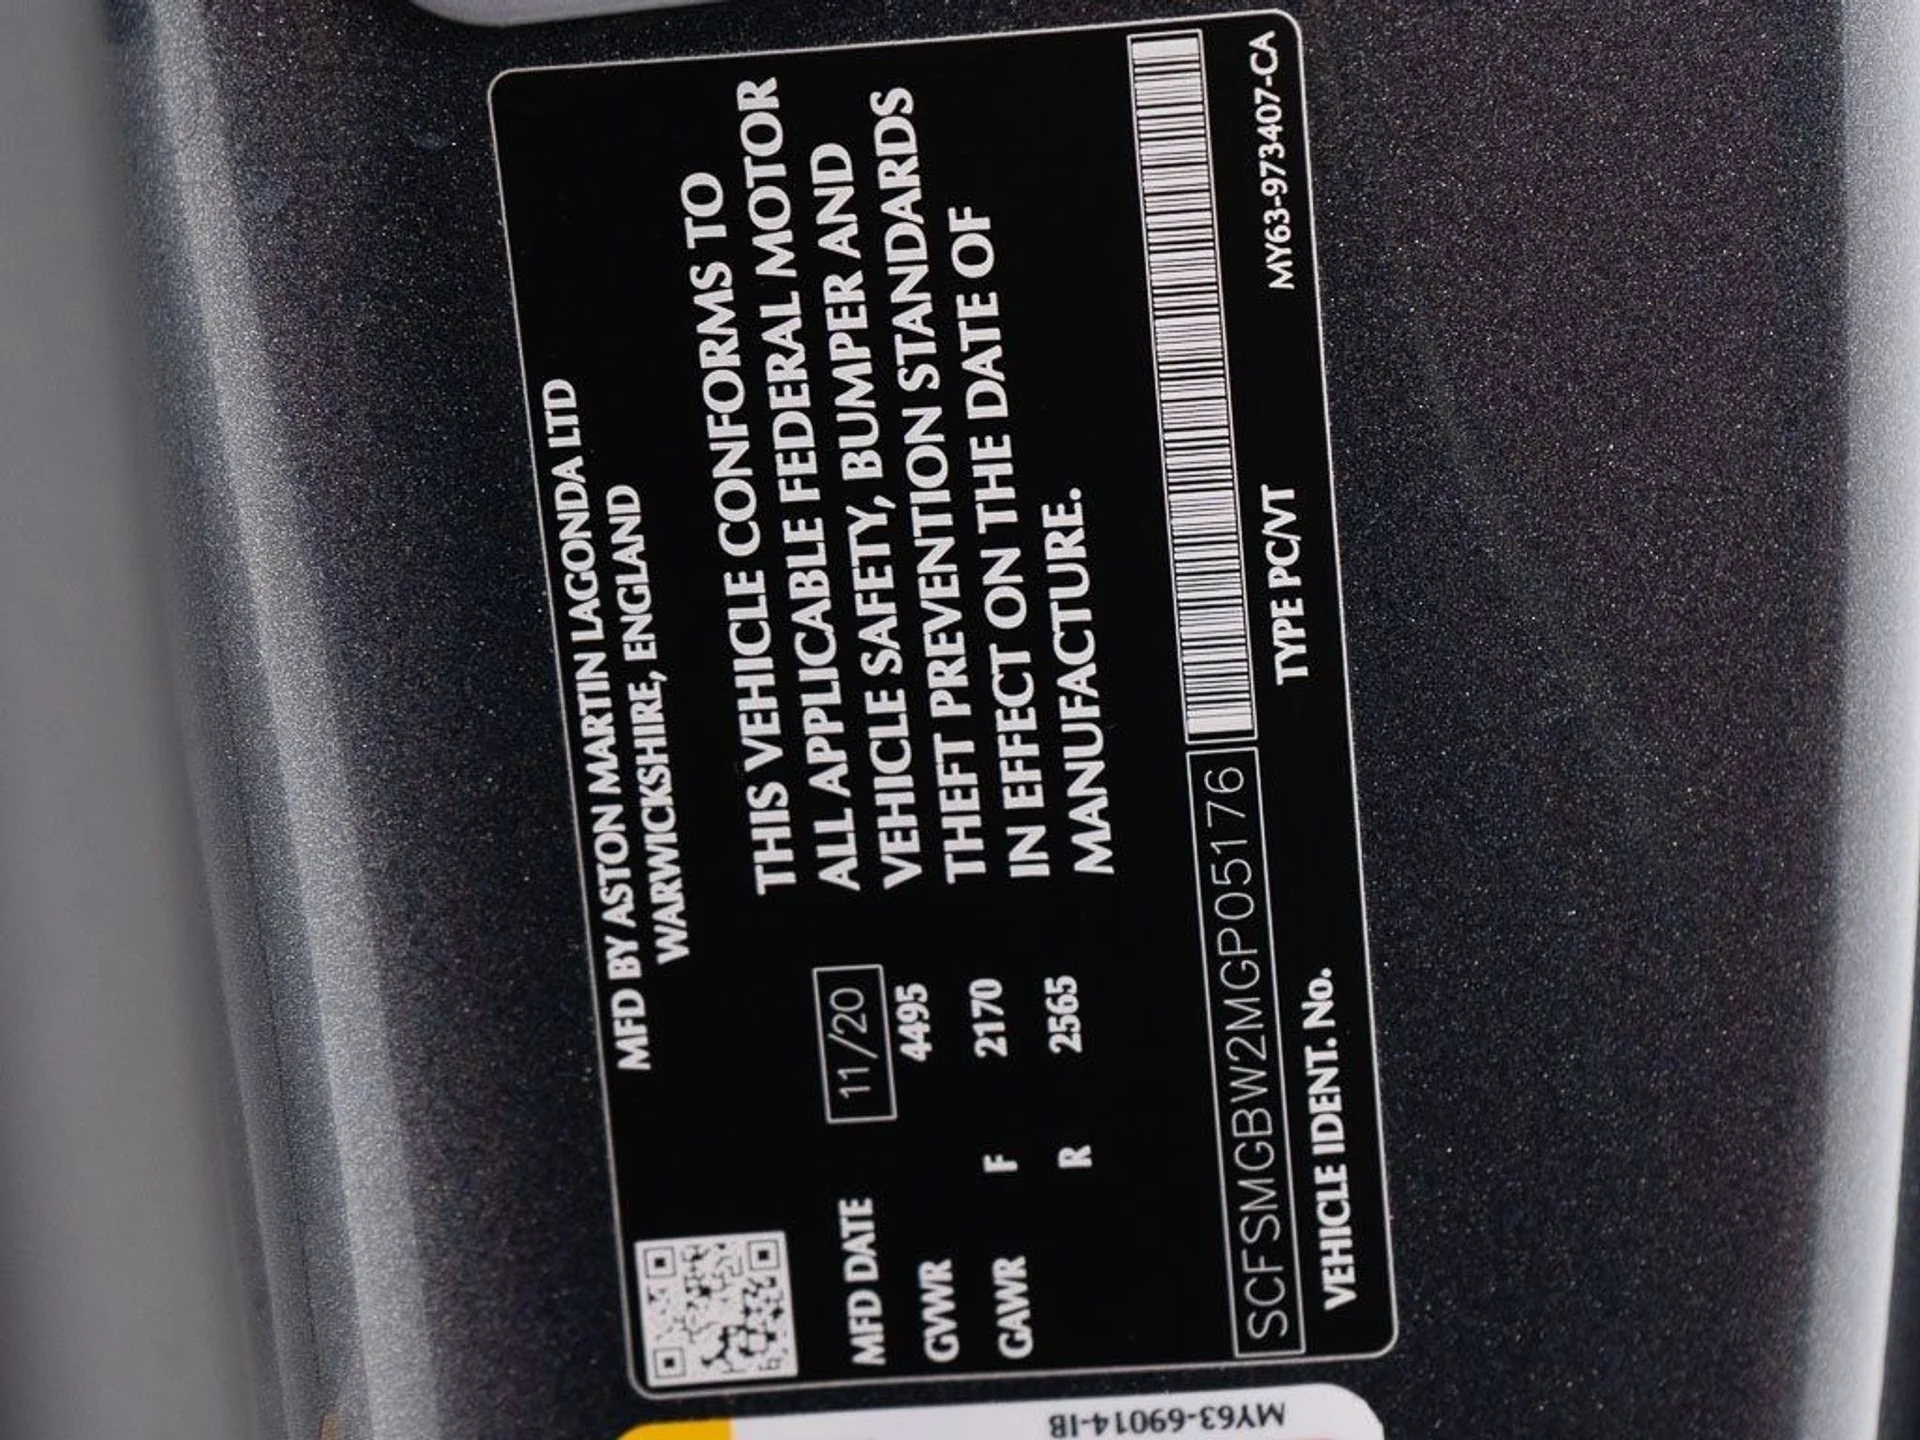 MFD BY ASTON MARTIN LAGONDA LTD
WARWICKSHIRE, ENGLAND
MFD DATE 11/20
GVWR 4495
GAWR F 2170
R 2565
THIS VEHICLE CONFORMS TO
ALL APPLICABLE FEDERAL MOTOR
VEHICLE SAFETY, BUMPER AND
THEFT PREVENTION STANDARDS
IN EFFECT ON THE DATE OF
MANUFACTURE.
SCFSMGBW2MGP05176
VEHICLE IDENT. No. TYPE PC/VT MY63-973407-CA
MY63-69014-IB